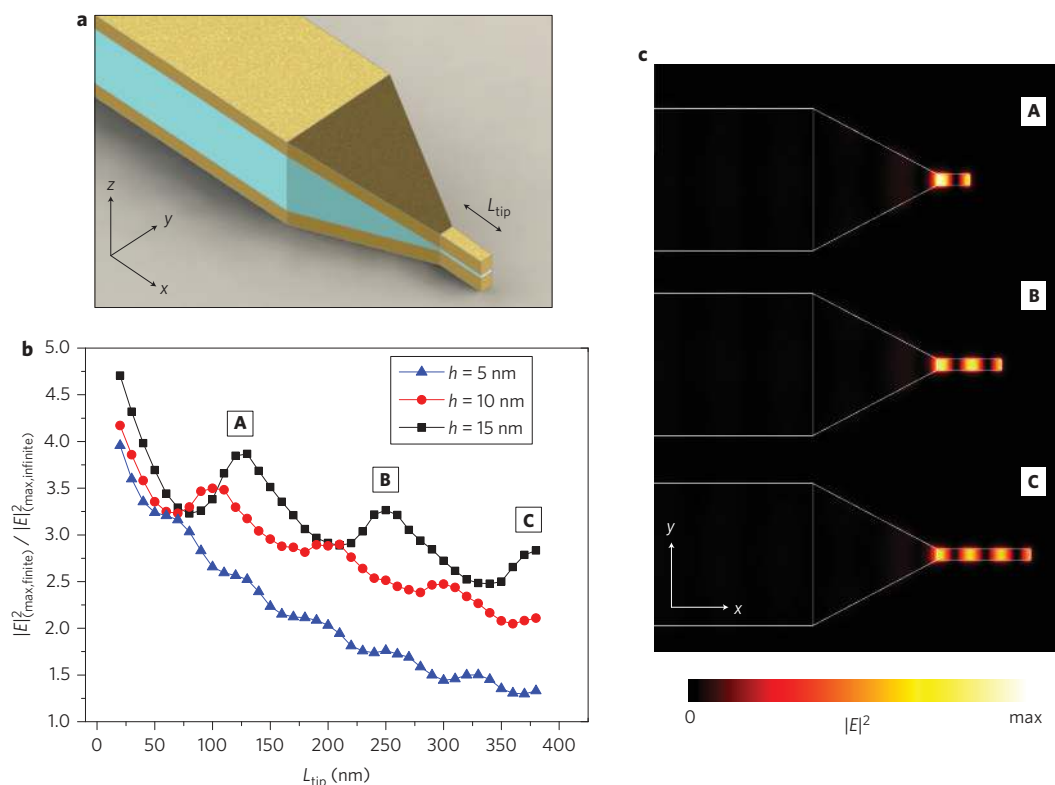 a
z
y
x
L_tip
b
|E|²(max,finite) / |E|²(max,infinite)
5.0
4.5
4.0
3.5
3.0
2.5
2.0
1.5
1.0
h = 5 nm
h = 10 nm
h = 15 nm
A
B
C
0 50 100 150 200 250 300 350 400
L_tip (nm)
c
A
B
C
y
x
0 max
|E|²